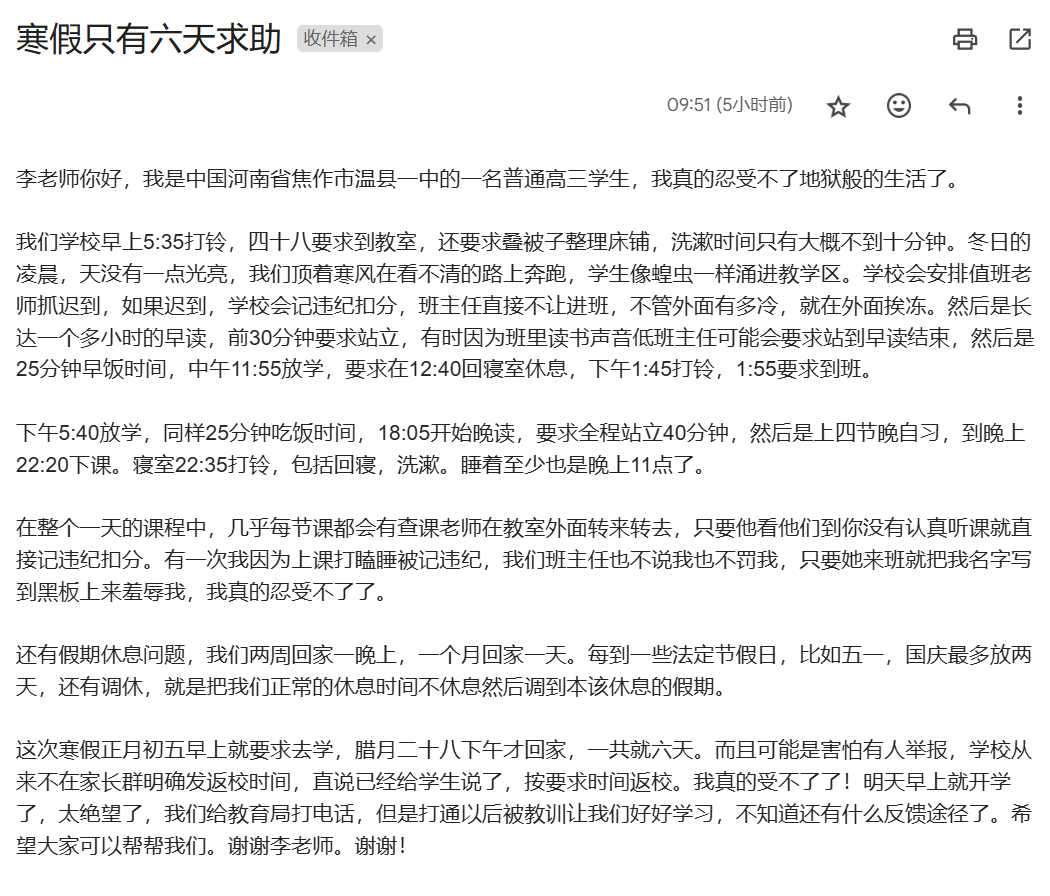 寒假只有六天求助 收件箱 ×
09:51 (5小时前)
李老师你好，我是中国河南省焦作市温县一中的一名普通高三学生，我真的忍受不了地狱般的生活了。
我们学校早上5:35打铃，四十八要求到教室，还要求叠被子整理床铺，洗漱时间只有大概不到十分钟。冬日的
凌晨，天没有一点光亮，我们顶着寒风在看不清的路上奔跑，学生像蝗虫一样涌进教学区。学校会安排值班老
师抓迟到，如果迟到，学校会记违纪扣分，班主任直接不让进班，不管外面有多冷，就在外面挨冻。然后是长
达一个多小时的早读，前30分钟要求站立，有时因为班里读书声音低班主任可能会要求站到早读结束，然后是
25分钟早饭时间，中午11:55放学，要求在12:40回寝室休息，下午1:45打铃，1:55要求到班。
下午5:40放学，同样25分钟吃饭时间，18:05开始晚读，要求全程站立40分钟，然后是上四节晚自习，到晚上
22:20下课。寝室22:35打铃，包括回寝，洗漱。睡着至少也是晚上11点了。
在整个一天的课程中，几乎每节课都会有查课老师在教室外面转来转去，只要他看他们到你没有认真听课就直
接记违纪扣分。有一次我因为上课打瞌睡被记违纪，我们班主任也不说我也不罚我，只要她来班就把我名字写
到黑板上来羞辱我，我真的忍受不了了。
还有假期休息问题，我们两周回家一晚上，一个月回家一天。每到一些法定节假日，比如五一，国庆最多放两
天，还有调休，就是把我们正常的休息时间不休息然后调到本该休息的假期。
这次寒假正月初五早上就要求去学，腊月二十八下午才回家，一共就六天。而且可能是害怕有人举报，学校从
来不在家长群明确发返校时间，直说已经给学生说了，按要求时间返校。我真的受不了了！明天早上就开学
了，太绝望了，我们给教育局打电话，但是打通以后被教训让我们好好学习，不知道还有什么反馈途径了。希
望大家可以帮帮我们。谢谢李老师。谢谢！